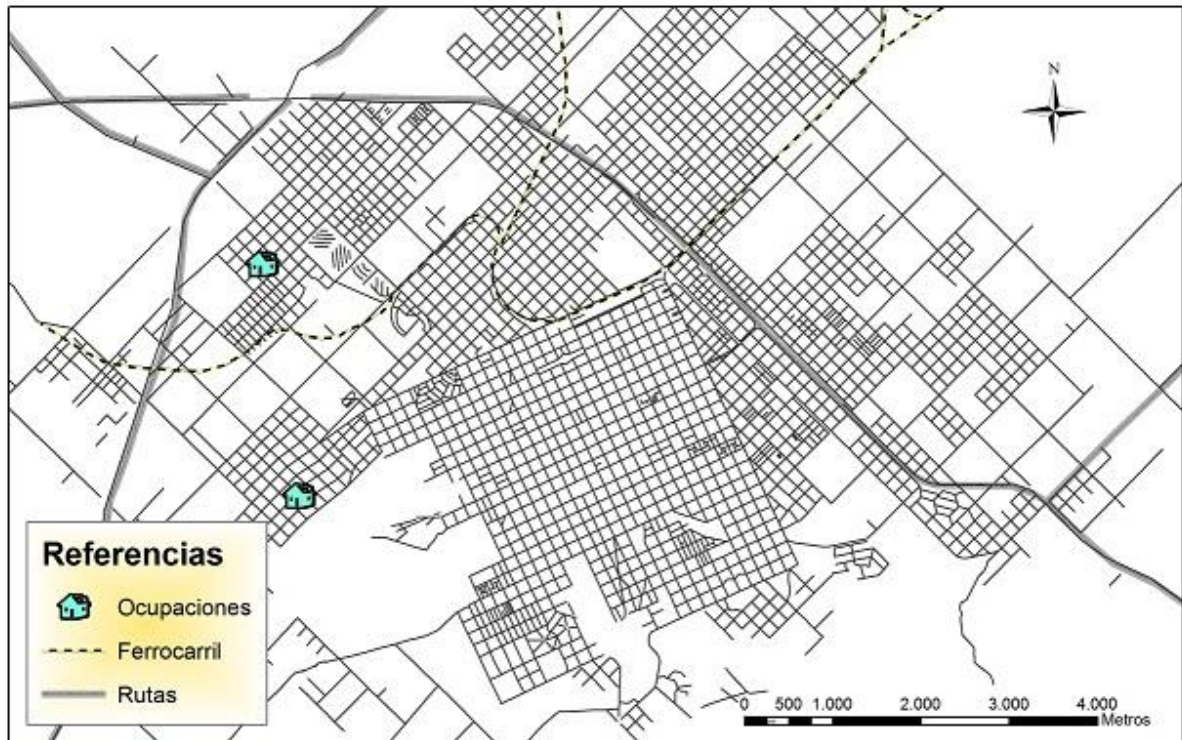 N
Referencias
Ocupaciones
Ferrocarril
Rutas
0 500 1.000 2.000 3.000 4.000
Metros